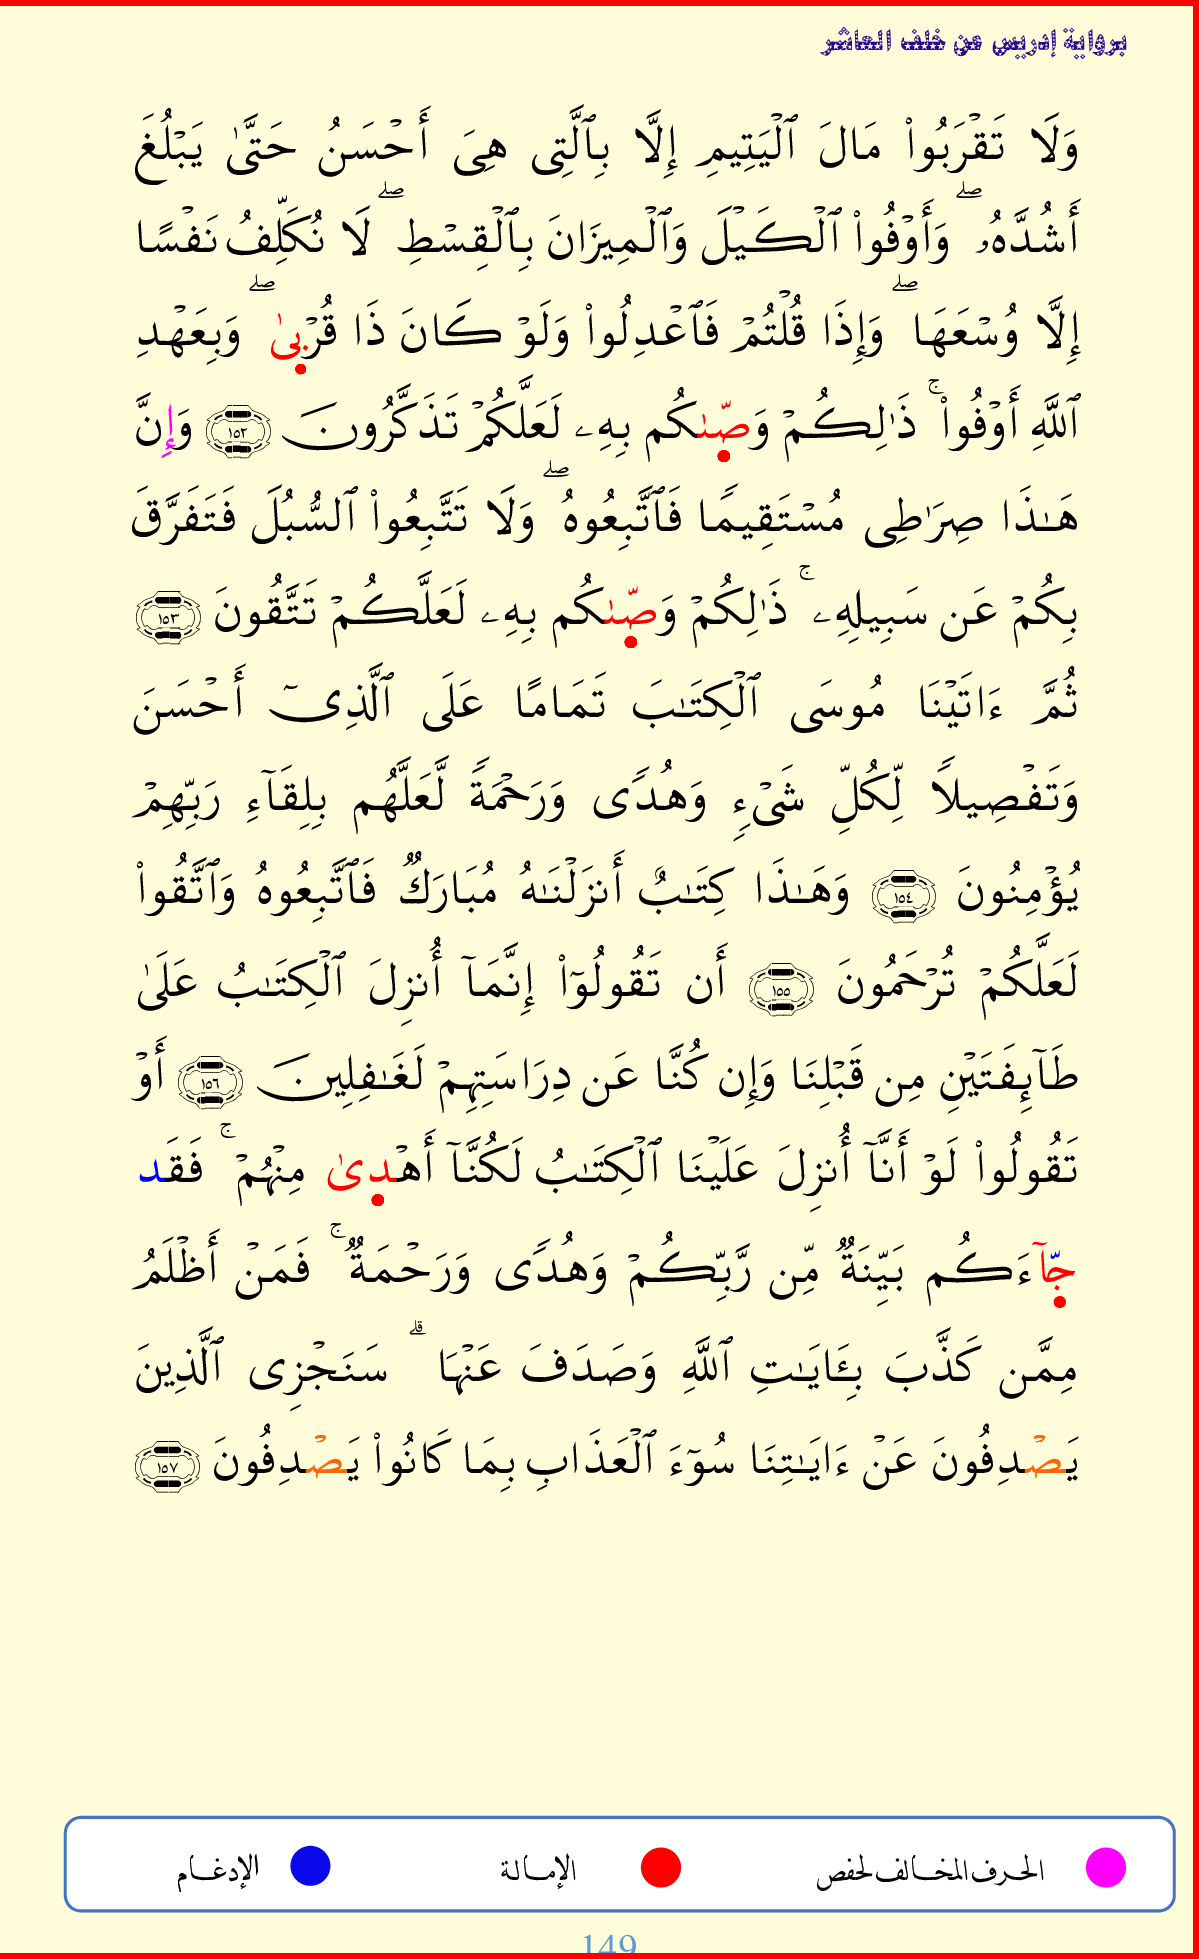 برواية إدريس عن خلف العاشر
وَلَا تَقۡرَبُواْ مَالَ ٱلۡيَتِيمِ إِلَّا بِٱلَّتِى هِىَ أَحۡسَنُ حَتَّىٰ يَبۡلُغَ
أَشُدَّهُۥۖ وَأَوۡفُواْ ٱلۡكَيۡلَ وَٱلۡمِيزَانَ بِٱلۡقِسۡطِۖ لَا نُكَلِّفُ نَفۡسًا
إِلَّا وُسۡعَهَاۖ وَإِذَا قُلۡتُمۡ فَٱعۡدِلُواْ وَلَوۡ كَانَ ذَا قُرۡبىٰۖ وَبِعَهۡدِ
ٱللَّهِ أَوۡفُواْۚ ذَٰلِكُمۡ وَصّىٰكُم بِهِۦ لَعَلَّكُمۡ تَذَكَّرُونَ ١٥٢ وَإِنَّ
هَـٰذَا صِرَٰطِى مُسۡتَقِيمًا فَٱتَّبِعُوهُۖ وَلَا تَتَّبِعُواْ ٱلسُّبُلَ فَتَفَرَّقَ
بِكُمۡ عَن سَبِيلِهِۦۚ ذَٰلِكُمۡ وَصّىٰكُم بِهِۦ لَعَلَّكُمۡ تَتَّقُونَ ١٥٣
ثُمَّ ءَاتَيۡنَا مُوسَى ٱلۡكِتَـٰبَ تَمَامًا عَلَى ٱلَّذِىٓ أَحۡسَنَ
وَتَفۡصِيلًا لِّكُلِّ شَىۡءٍ وَهُدًى وَرَحۡمَةً لَّعَلَّهُم بِلِقَآءِ رَبِّهِمۡ
يُؤۡمِنُونَ ١٥٤ وَهَـٰذَا كِتَـٰبٌ أَنزَلۡنَـٰهُ مُبَارَكٌ فَٱتَّبِعُوهُ وَٱتَّقُواْ
لَعَلَّكُمۡ تُرۡحَمُونَ ١٥٥ أَن تَقُولُوٓاْ إِنَّمَآ أُنزِلَ ٱلۡكِتَـٰبُ عَلَىٰ
طَآئِفَتَيۡنِ مِن قَبۡلِنَا وَإِن كُنَّا عَن دِرَاسَتِهِمۡ لَغَـٰفِلِينَ ١٥٦ أَوۡ
تَقُولُواْ لَوۡ أَنَّآ أُنزِلَ عَلَيۡنَا ٱلۡكِتَـٰبُ لَكُنَّآ أَهۡدىٰ مِنۡهُمۡۚ فَقَد
جّآءَكُم بَيِّنَةٌ مِّن رَّبِّكُمۡ وَهُدًى وَرَحۡمَةٌۚ فَمَنۡ أَظۡلَمُ
مِمَّن كَذَّبَ بِـَٔايَـٰتِ ٱللَّهِ وَصَدَفَ عَنۡهَاۗ سَنَجۡزِى ٱلَّذِينَ
يَصۡدِفُونَ عَنۡ ءَايَـٰتِنَا سُوٓءَ ٱلۡعَذَابِ بِمَا كَانُواْ يَصۡدِفُونَ ١٥٧
الحرف المخالف لحفص الإمالة الإدغام
149